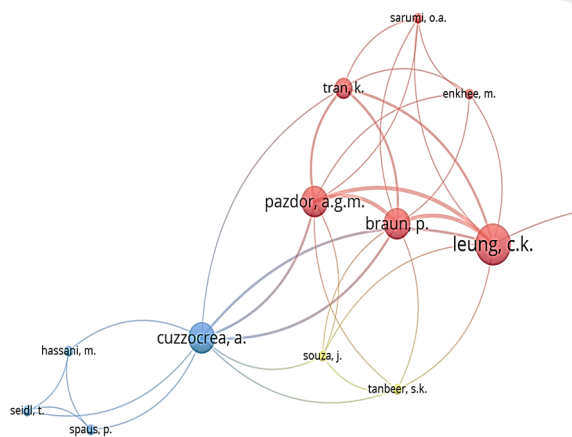 sarumi, o.a.
tran, k.
enkhee, m.
pazdor, a.g.m.
braun, p.
leung, c.k.
cuzzocrea, a.
hassani, m.
souza, j.
tanbeer, s.k.
seidl, t.
spaus, p.